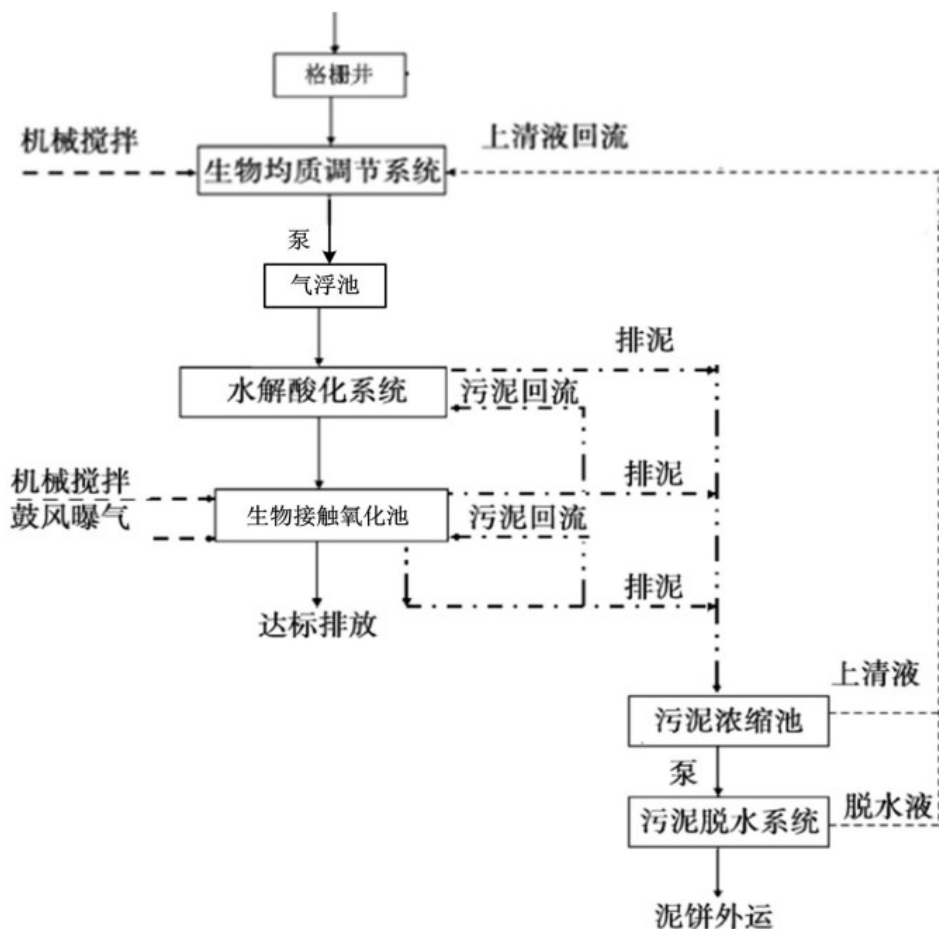 格栅井
机械搅拌
上清液回流
生物均质调节系统
泵
气浮池
排泥
水解酸化系统
污泥回流
机械搅拌
排泥
鼓风曝气
生物接触氧化池
污泥回流
排泥
达标排放
上清液
污泥浓缩池
泵
脱水液
污泥脱水系统
泥饼外运